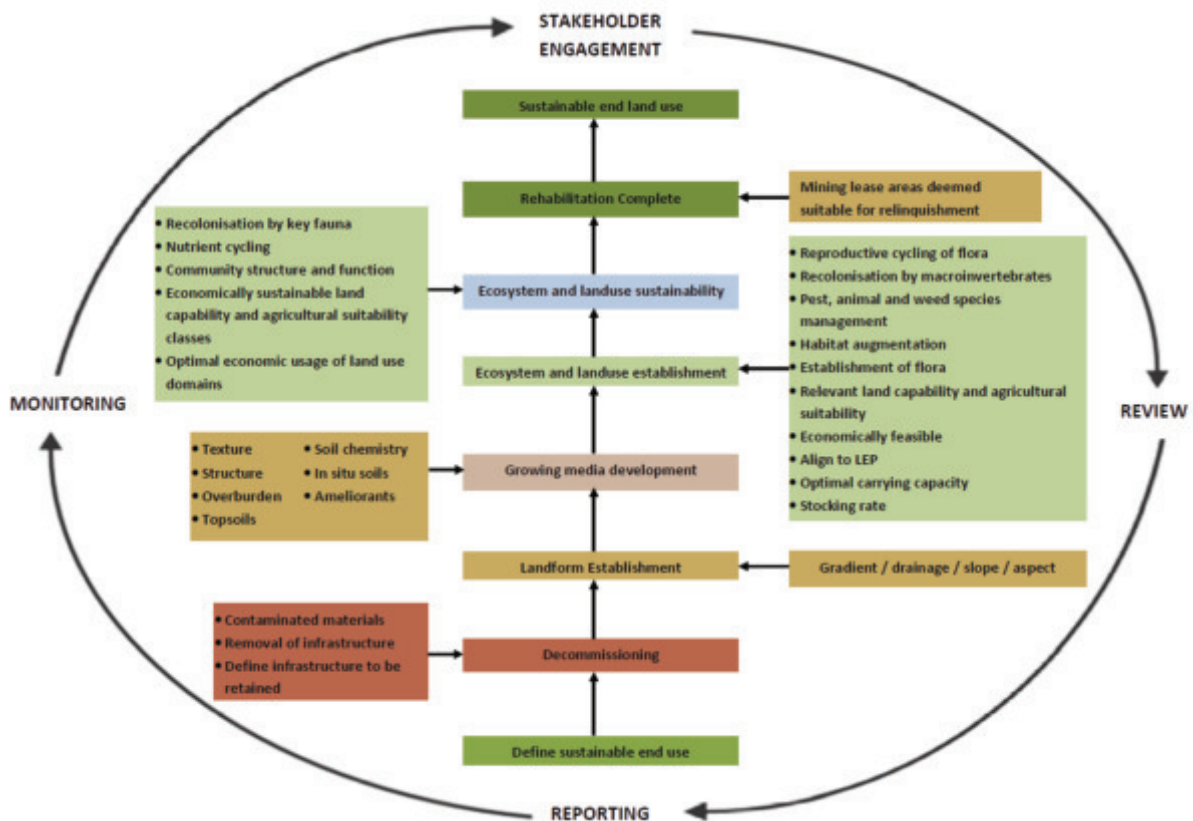 STAKEHOLDER
ENGAGEMENT
Sustainable end land use
Rehabilitation Complete
Mining lease areas deemed
suitable for relinquishment
• Recolonisation by key fauna
• Nutrient cycling
• Community structure and function
• Economically sustainable land
capability and agricultural suitability
classes
• Optimal economic usage of land use
domains
Ecosystem and landuse sustainability
• Reproductive cycling of flora
• Recolonisation by macroinvertebrates
• Pest, animal and weed species
management
• Habitat augmentation
• Establishment of flora
• Relevant land capability and agricultural
suitability
• Economically feasible
• Align to LEP
• Optimal carrying capacity
• Stocking rate
Ecosystem and landuse establishment
MONITORING
REVIEW
• Texture
• Structure
• Overburden
• Topsoils
• Soil chemistry
• In situ soils
• Ameliorants
Growing media development
Landform Establishment
Gradient / drainage / slope / aspect
• Contaminated materials
• Removal of infrastructure
• Define infrastructure to be
retained
Decommissioning
Define sustainable end use
REPORTING